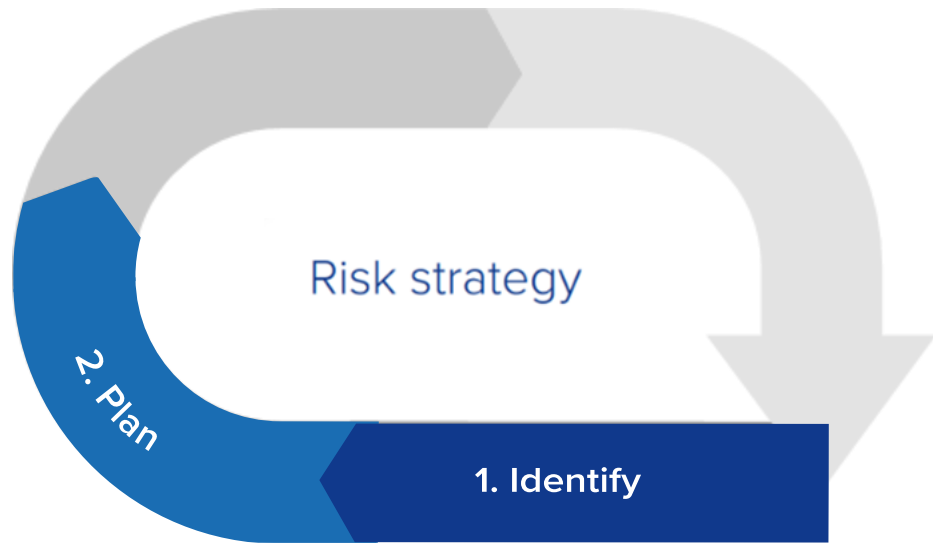 Risk strategy
1. Identify
2. Plan